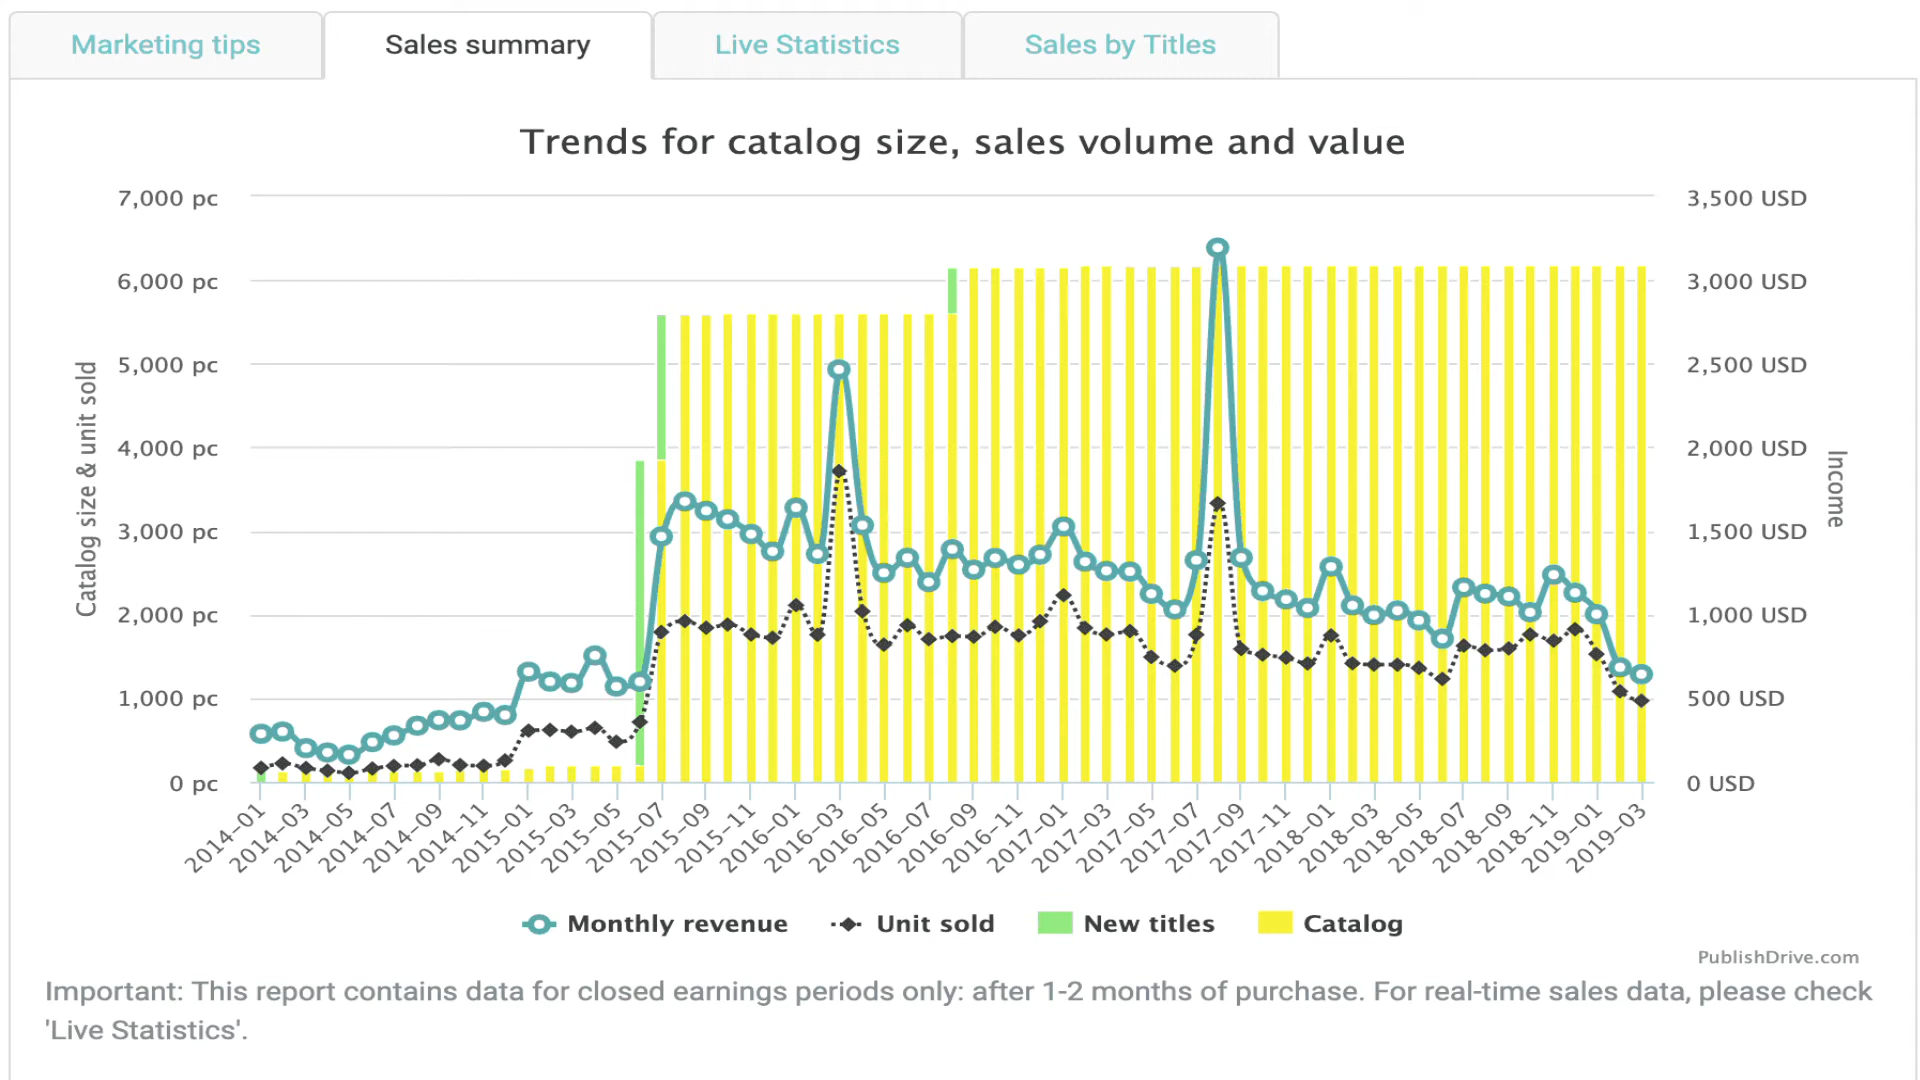 Marketing tips
Sales summary
Live Statistics
Sales by Titles
Trends for catalog size, sales volume and value
7,000 pc
6,000 pc
5,000 pc
4,000 pc
3,000 pc
2,000 pc
1,000 pc
0 pc
Catalog size & unit sold
3,500 USD
3,000 USD
2,500 USD
2,000 USD
1,500 USD
1,000 USD
500 USD
0 USD
Income
2014-01
2014-03
2014-05
2014-07
2014-09
2014-11
2015-01
2015-03
2015-05
2015-07
2015-09
2015-11
2016-01
2016-03
2016-05
2016-07
2016-09
2016-11
2017-01
2017-03
2017-05
2017-07
2017-09
2017-11
2018-01
2018-03
2018-05
2018-07
2018-09
2018-11
2019-01
2019-03
Monthly revenue
Unit sold
New titles
Catalog
PublishDrive.com
Important: This report contains data for closed earnings periods only: after 1-2 months of purchase. For real-time sales data, please check
'Live Statistics'.